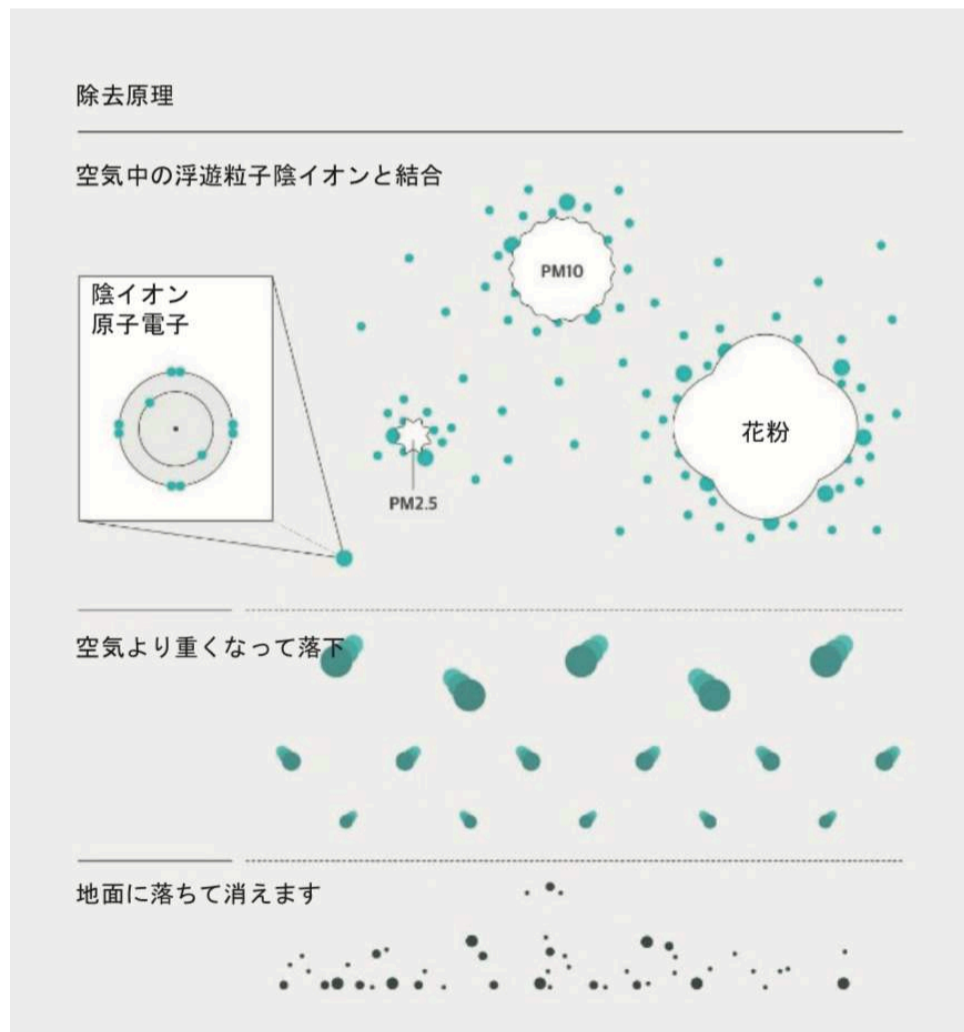 除去原理
空気中の浮遊粒子陰イオンと結合
陰イオン
原子電子
PM10
花粉
PM2.5
空気より重くなって落下
地面に落ちて消えます